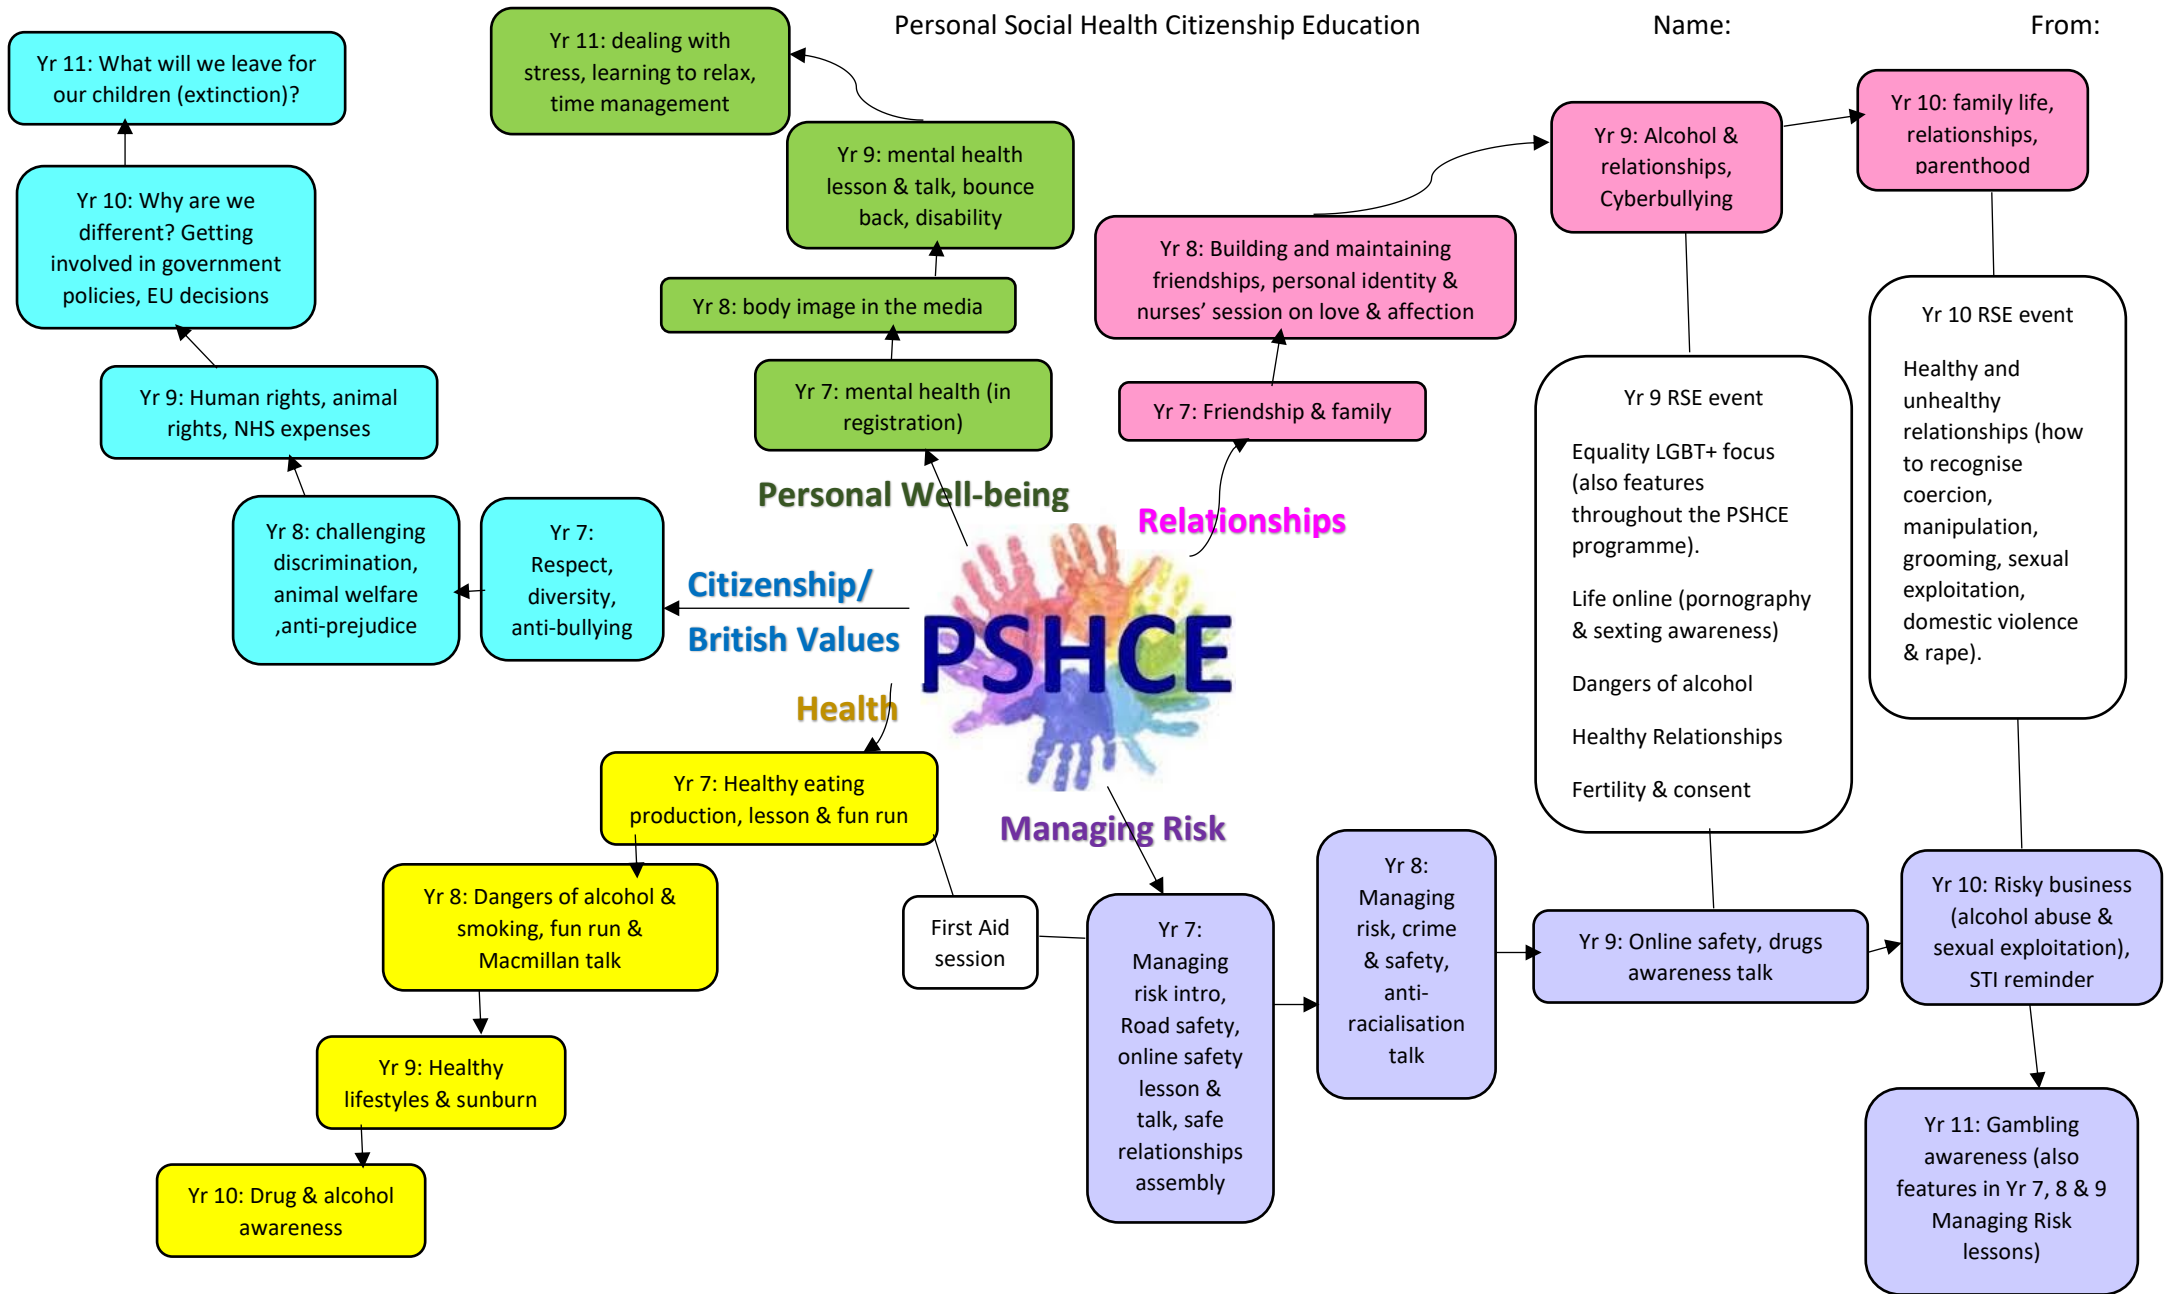 Personal Social Health Citizenship Education
Name:
From:
Yr 11: What will we leave for
our children (extinction)?
Yr 10: Why are we
different? Getting
involved in government
policies, EU decisions
Yr 9: Human rights, animal
rights, NHS expenses
Yr 8: challenging
discrimination,
animal welfare
,anti-prejudice
Yr 7:
Respect,
diversity,
anti-bullying
Citizenship/
British Values
Yr 11: dealing with
stress, learning to relax,
time management
Yr 9: mental health
lesson & talk, bounce
back, disability
Yr 8: body image in the media
Yr 7: mental health (in
registration)
Personal Well-being
Yr 10: family life,
relationships,
parenthood
Yr 9: Alcohol &
relationships,
Cyberbullying
Yr 8: Building and maintaining
friendships, personal identity &
nurses’ session on love & affection
Yr 7: Friendship & family
Relationships
Yr 9 RSE event
Equality LGBT+ focus
(also features
throughout the PSHCE
programme).
Life online (pornography
& sexting awareness)
Dangers of alcohol
Healthy Relationships
Fertility & consent
Yr 10 RSE event
Healthy and
unhealthy
relationships (how
to recognise
coercion,
manipulation,
grooming, sexual
exploitation,
domestic violence
& rape).
PSHCE
Health
Yr 7: Healthy eating
production, lesson & fun run
Yr 8: Dangers of alcohol &
smoking, fun run &
Macmillan talk
Yr 9: Healthy
lifestyles & sunburn
Yr 10: Drug & alcohol
awareness
First Aid
session
Managing Risk
Yr 7:
Managing
risk intro,
Road safety,
online safety
lesson &
talk, safe
relationships
assembly
Yr 8:
Managing
risk, crime
& safety,
anti-
racialisation
talk
Yr 9: Online safety, drugs
awareness talk
Yr 10: Risky business
(alcohol abuse &
sexual exploitation),
STI reminder
Yr 11: Gambling
awareness (also
features in Yr 7, 8 & 9
Managing Risk
lessons)